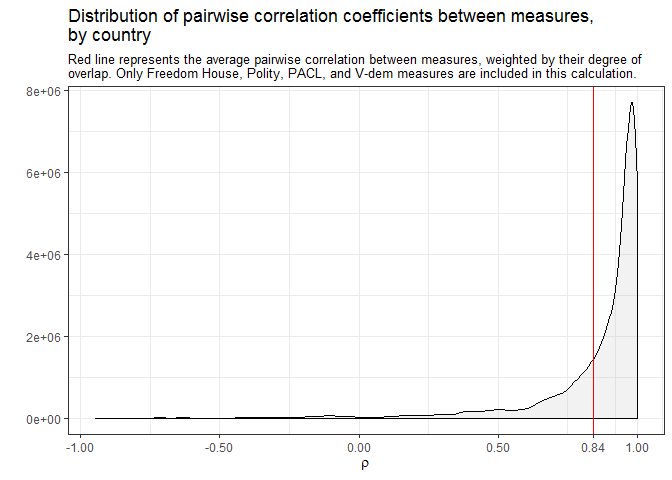 Distribution of pairwise correlation coefficients between measures,
by country
Red line represents the average pairwise correlation between measures, weighted by their degree of
overlap. Only Freedom House, Polity, PACL, and V-dem measures are included in this calculation.
8e+06
6e+06
4e+06
2e+06
0e+00
-1.00
-0.50
0.00
0.50
0.84
1.00
ρ